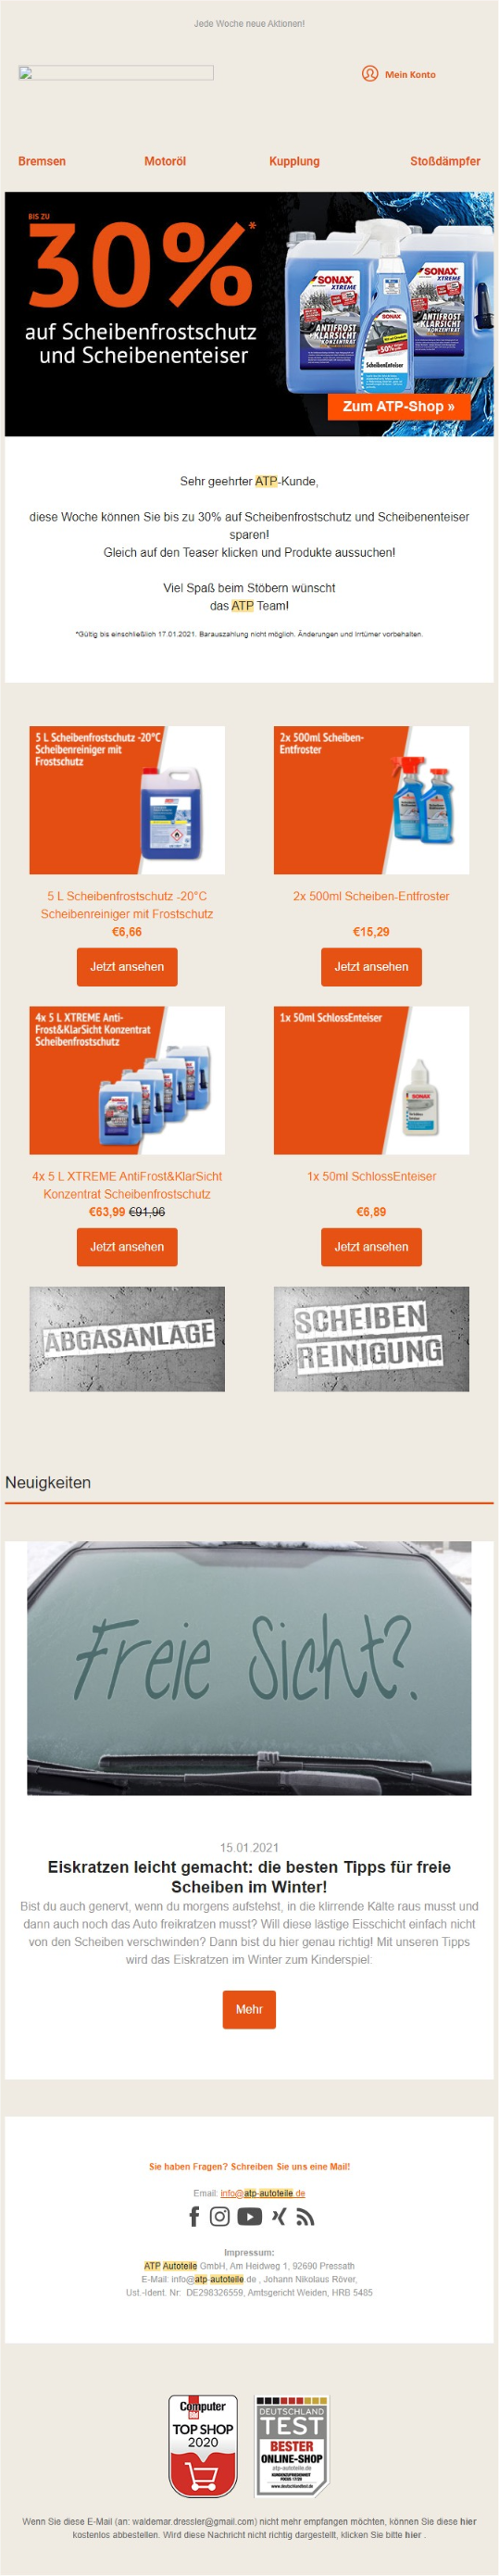 Jede Woche neue Aktionen!
Mein Konto
Bremsen Motoröl Kupplung Stoßdämpfer
BIS ZU
30%*
auf Scheibenfrostschutz
und Scheibenenteiser
SONAX
XTREME
SONAX
XTREME
SONAX
ANTIFROST
KLARSICHT
KONZENTRAT
ANTIFROST
KLARSICHT
KONZENTRAT
-50°
ScheibenEnteiser
Zum ATP-Shop »
Sehr geehrter ATP-Kunde,
diese Woche können Sie bis zu 30% auf Scheibenfrostschutz und Scheibenenteiser
sparen!
Gleich auf den Teaser klicken und Produkte aussuchen!
Viel Spaß beim Stöbern wünscht
das ATP Team!
*Gültig bis einschließlich 17.01.2021. Barauszahlung nicht möglich. Änderungen und Irrtümer vorbehalten.
5 L Scheibenfrostschutz -20°C
Scheibenreiniger mit
Frostschutz
2x 500ml Scheiben-
Entfroster
5 L Scheibenfrostschutz -20°C
Scheibenreiniger mit Frostschutz
€6,66
Jetzt ansehen
2x 500ml Scheiben-Entfroster
€15,29
Jetzt ansehen
4x 5 L XTREME Anti-
Frost&KlarSicht Konzentrat
Scheibenfrostschutz
1x 50ml SchlossEnteiser
SONAX
4x 5 L XTREME AntiFrost&KlarSicht
Konzentrat Scheibenfrostschutz
€63,99 €91,96
Jetzt ansehen
1x 50ml SchlossEnteiser
€6,89
Jetzt ansehen
ABGASANLAGE
SCHEIBEN
REINIGUNG
Neuigkeiten
Freie Sicht?
15.01.2021
Eiskratzen leicht gemacht: die besten Tipps für freie
Scheiben im Winter!
Bist du auch genervt, wenn du morgens aufstehst, in die klirrende Kälte raus musst und
dann auch noch das Auto freikratzen musst? Will diese lästige Eisschicht einfach nicht
von den Scheiben verschwinden? Dann bist du hier genau richtig! Mit unseren Tipps
wird das Eiskratzen im Winter zum Kinderspiel:
Mehr
Sie haben Fragen? Schreiben Sie uns eine Mail!
Email: info@atp-autoteile.de
Impressum:
ATP Autoteile GmbH, Am Heidweg 1, 92690 Pressath
E-Mail: info@atp-autoteile.de , Johann Nikolaus Röver,
Ust.-Ident. Nr. DE298326559, Amtsgericht Weiden, HRB 5485
Computer
Bild
TOP SHOP
2020
DEUTSCHLAND
TEST
BESTER
ONLINE-SHOP
atp-autoteile.de
KUNDENZUFRIEDENHEIT
FOCUS 17/20
www.deutschlandtest.de
Wenn Sie diese E-Mail (an: waldemar.dressler@gmail.com) nicht mehr empfangen möchten, können Sie diese hier
kostenlos abbestellen. Wird diese Nachricht nicht richtig dargestellt, klicken Sie bitte hier .